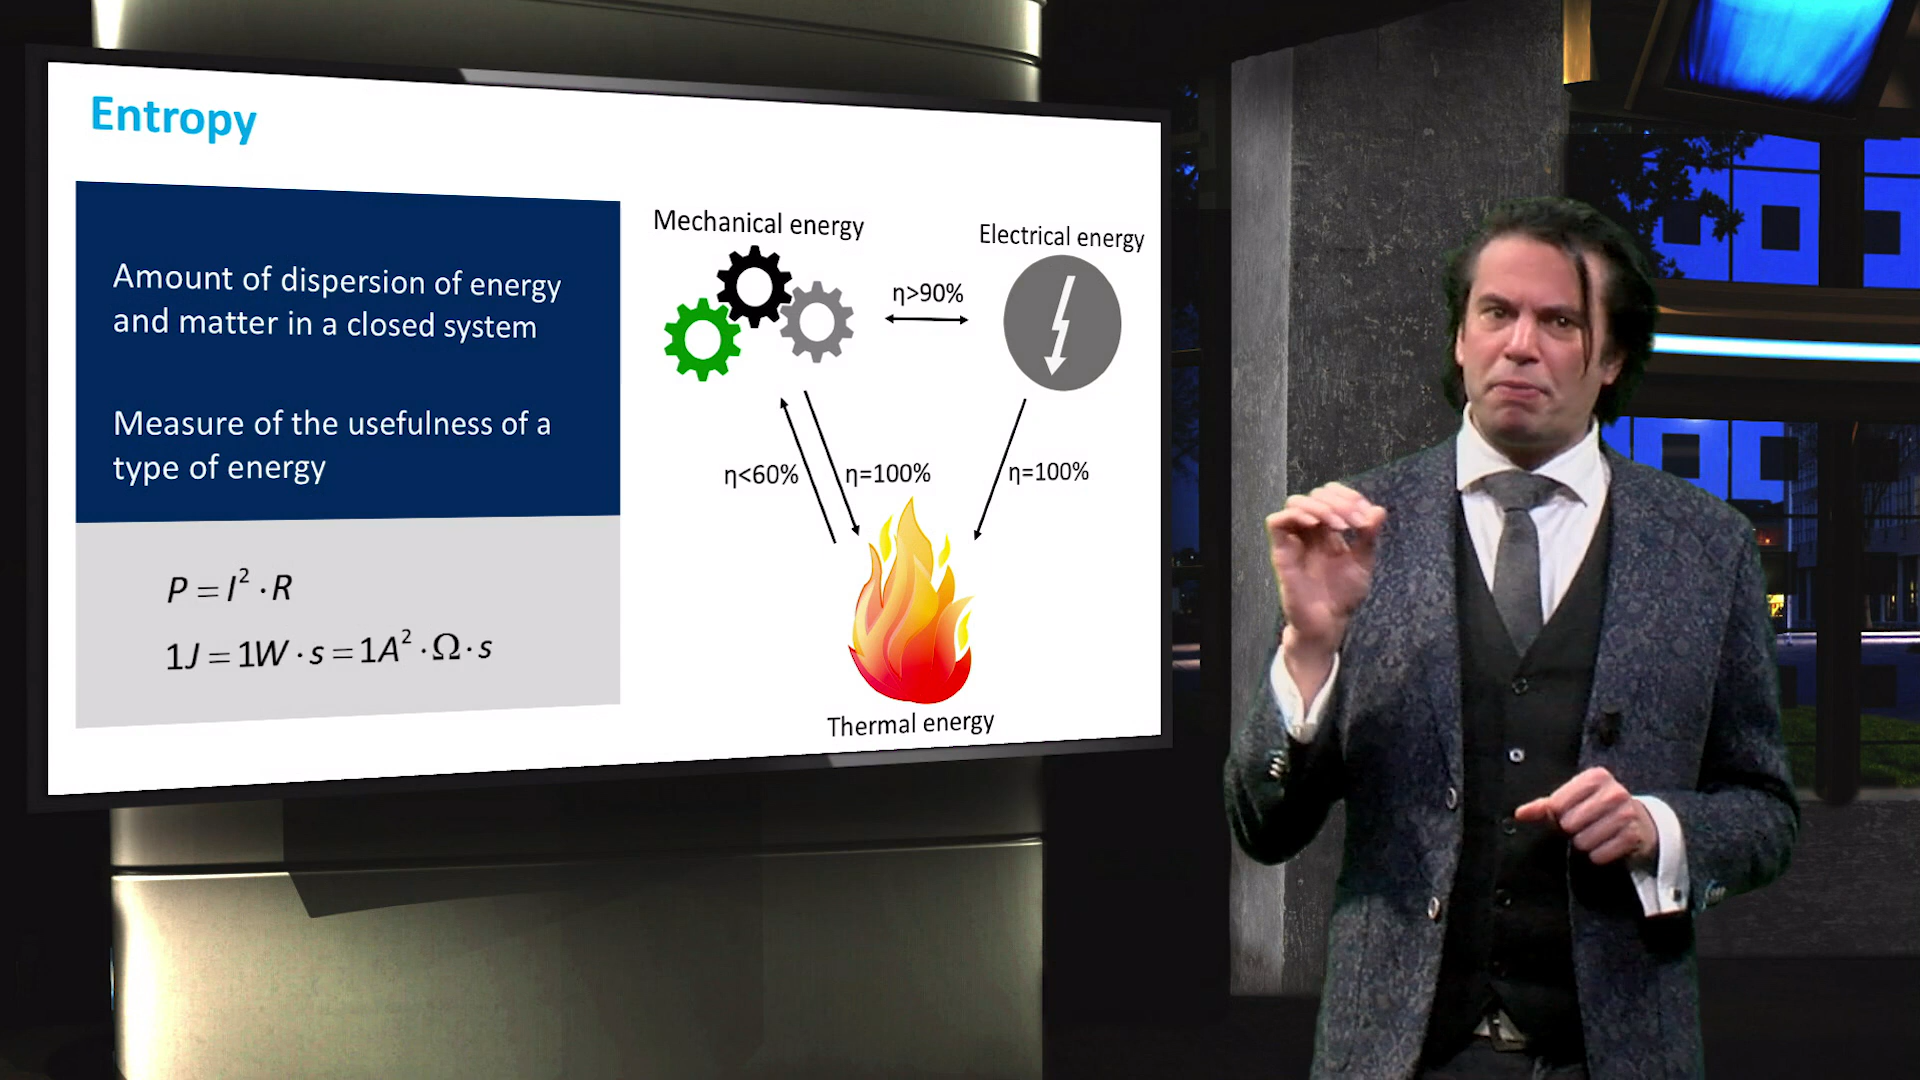 Entropy
Amount of dispersion of energy
and matter in a closed system
Measure of the usefulness of a
type of energy
P = I² · R
1J = 1W · s = 1A² · Ω · s
Mechanical energy
Electrical energy
η>90%
η<60%
η=100%
η=100%
Thermal energy